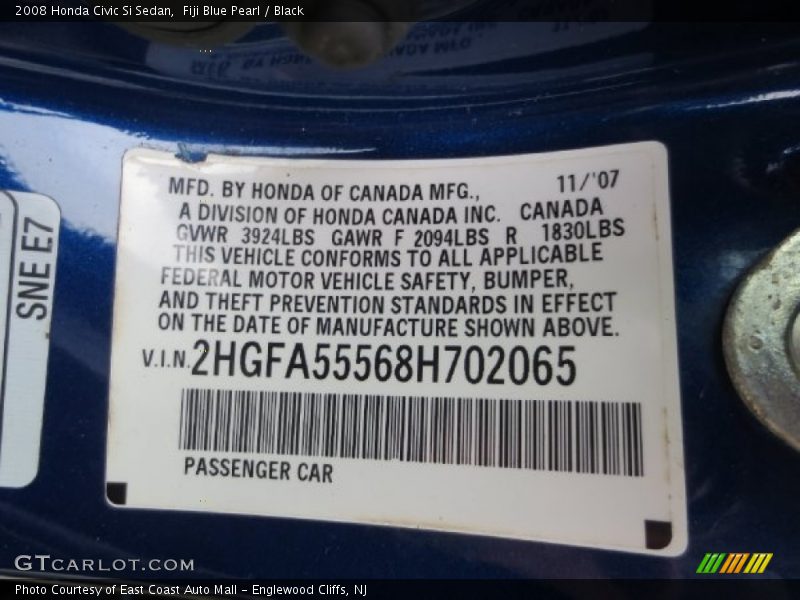 2008 Honda Civic Si Sedan,  Fiji Blue Pearl / Black
MFD. BY HONDA OF CANADA MFG., 11/'07
A DIVISION OF HONDA CANADA INC. CANADA
GVWR 3924LBS GAWR F 2094LBS R 1830LBS
THIS VEHICLE CONFORMS TO ALL APPLICABLE
FEDERAL MOTOR VEHICLE SAFETY, BUMPER,
AND THEFT PREVENTION STANDARDS IN EFFECT
ON THE DATE OF MANUFACTURE SHOWN ABOVE.
V.I.N. 2HGFA55568H702065
PASSENGER CAR
SNE E7
GTCARLOT.COM
Photo Courtesy of East Coast Auto Mall - Englewood Cliffs, NJ